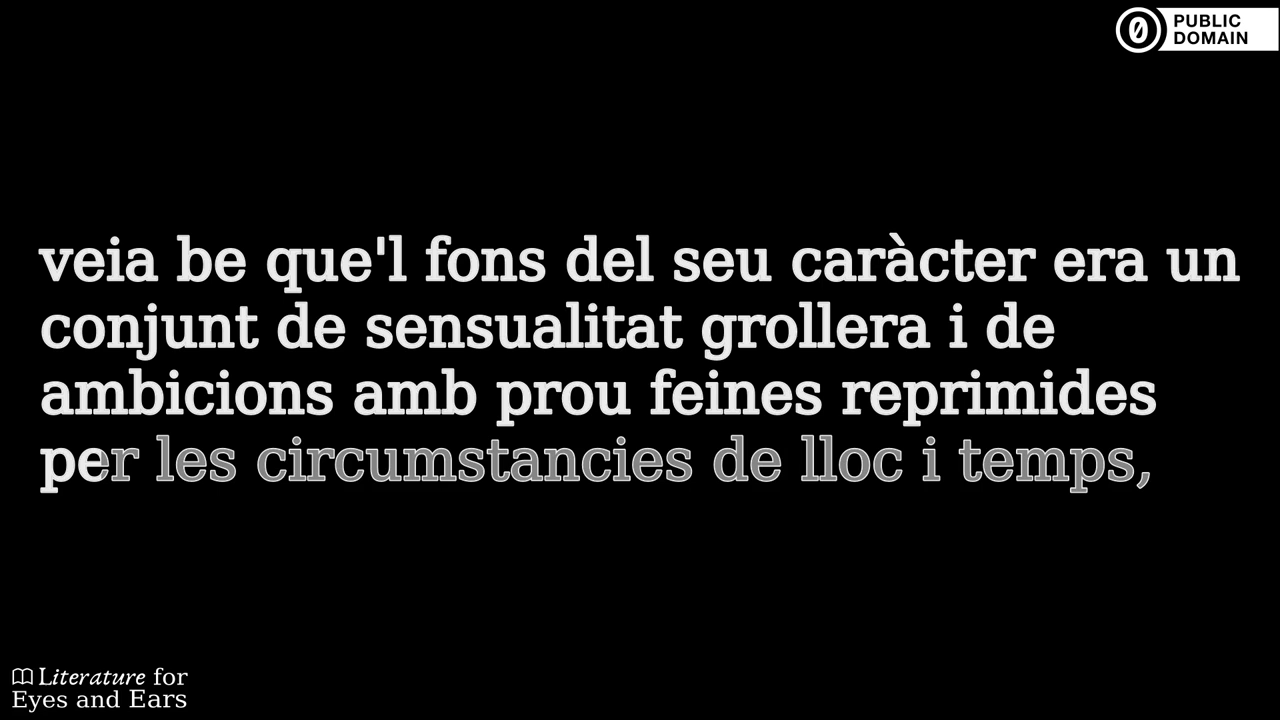 PUBLIC
DOMAIN
veia be que'l fons del seu caràcter era un
conjunt de sensualitat grollera i de
ambicions amb prou feines reprimides
per les circumstancies de lloc i temps,
Literature for
Eyes and Ears